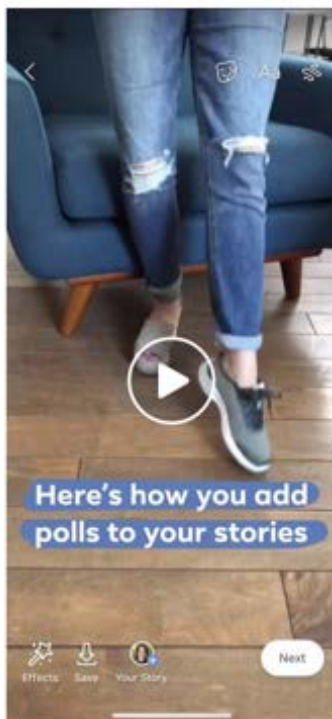 Aa
Here's how you add
polls to your stories
Effects
Save
Your Story
Next